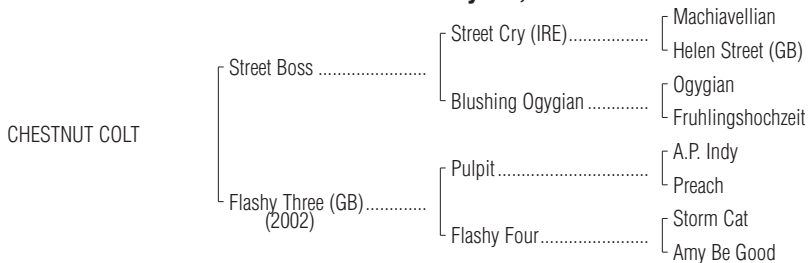 Machiavellian
Street Cry (IRE)..................
Helen Street (GB)
Street Boss .......................
Ogygian
Blushing Ogygian .............
Fruhlingshochzeit
CHESTNUT COLT
A.P. Indy
Pulpit................................
Preach
Flashy Three (GB).............
(2002)
Storm Cat
Flashy Four.......................
Amy Be Good